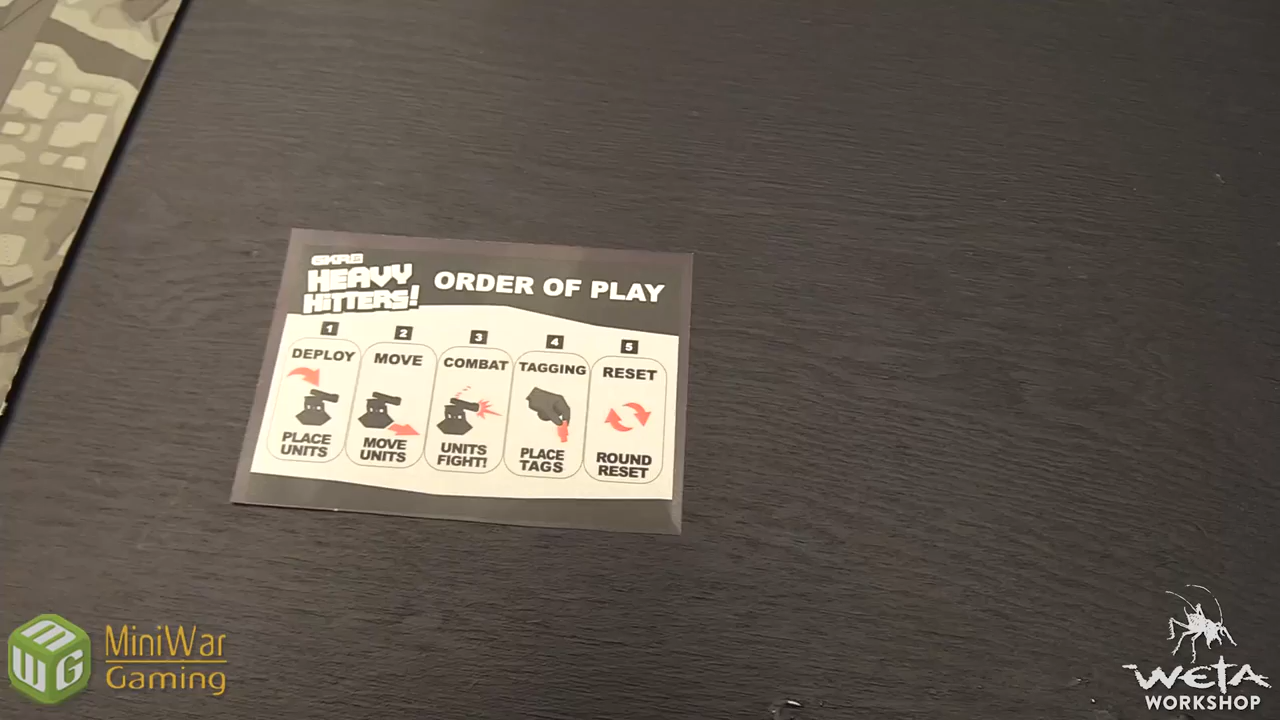 GKR
HEAVY
HITTERS!
ORDER OF PLAY
1
DEPLOY
PLACE
UNITS
2
MOVE
MOVE
UNITS
3
COMBAT
UNITS
FIGHT!
4
TAGGING
PLACE
TAGS
5
RESET
ROUND
RESET
MWG
MiniWar
Gaming
WETA
WORKSHOP